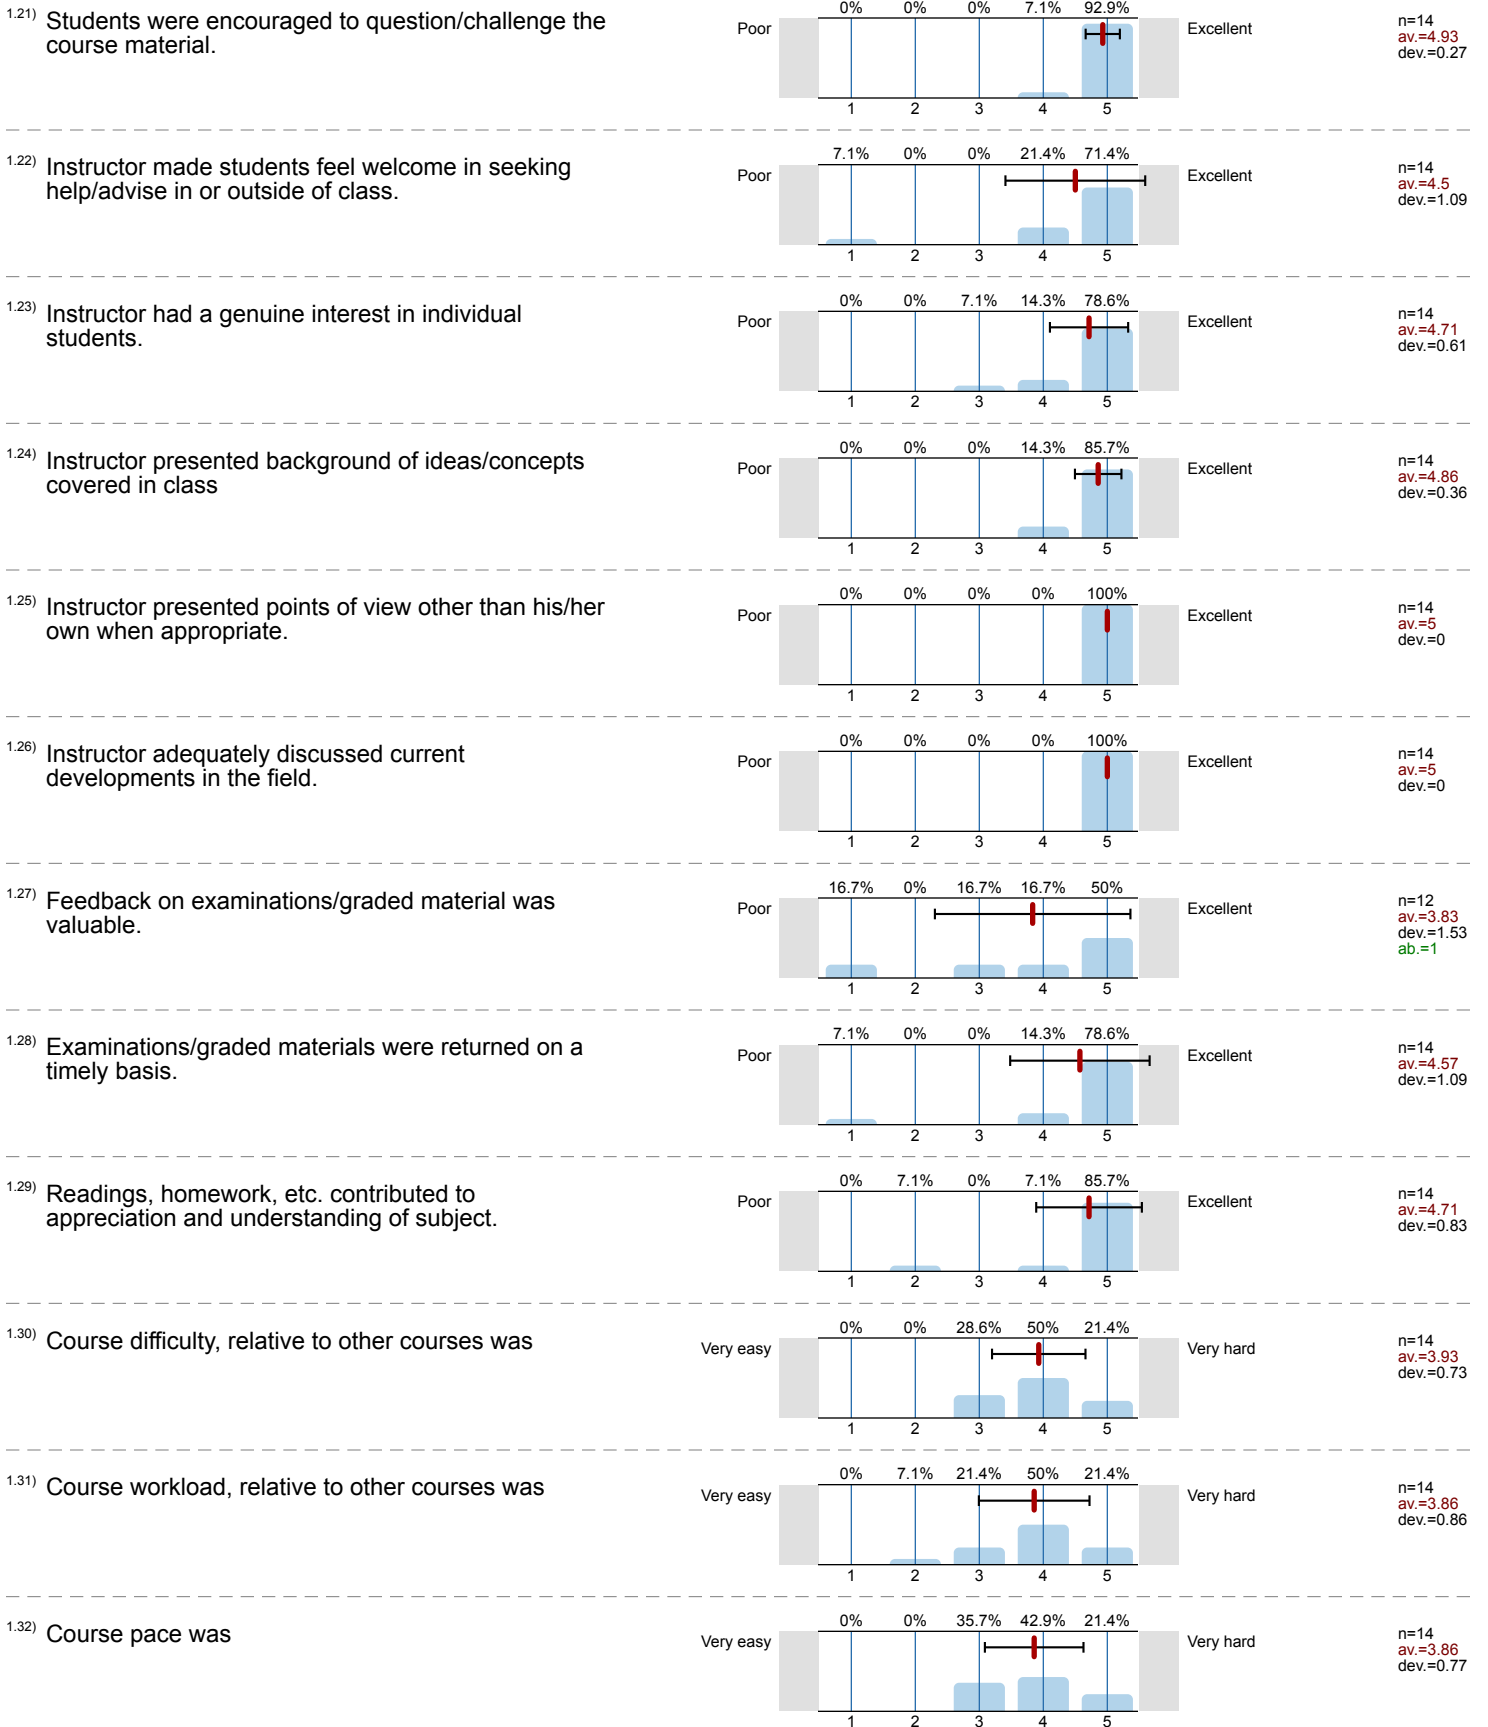 1.21) Students were encouraged to question/challenge the
course material.
Poor
0% 0% 0% 7.1% 92.9%
1 2 3 4 5
Excellent
n=14
av.=4.93
dev.=0.27
1.22) Instructor made students feel welcome in seeking
help/advise in or outside of class.
Poor
7.1% 0% 0% 21.4% 71.4%
1 2 3 4 5
Excellent
n=14
av.=4.5
dev.=1.09
1.23) Instructor had a genuine interest in individual
students.
Poor
0% 0% 7.1% 14.3% 78.6%
1 2 3 4 5
Excellent
n=14
av.=4.71
dev.=0.61
1.24) Instructor presented background of ideas/concepts
covered in class
Poor
0% 0% 0% 14.3% 85.7%
1 2 3 4 5
Excellent
n=14
av.=4.86
dev.=0.36
1.25) Instructor presented points of view other than his/her
own when appropriate.
Poor
0% 0% 0% 0% 100%
1 2 3 4 5
Excellent
n=14
av.=5
dev.=0
1.26) Instructor adequately discussed current
developments in the field.
Poor
0% 0% 0% 0% 100%
1 2 3 4 5
Excellent
n=14
av.=5
dev.=0
1.27) Feedback on examinations/graded material was
valuable.
Poor
16.7% 0% 16.7% 16.7% 50%
1 2 3 4 5
Excellent
n=12
av.=3.83
dev.=1.53
ab.=1
1.28) Examinations/graded materials were returned on a
timely basis.
Poor
7.1% 0% 0% 14.3% 78.6%
1 2 3 4 5
Excellent
n=14
av.=4.57
dev.=1.09
1.29) Readings, homework, etc. contributed to
appreciation and understanding of subject.
Poor
0% 7.1% 0% 7.1% 85.7%
1 2 3 4 5
Excellent
n=14
av.=4.71
dev.=0.83
1.30) Course difficulty, relative to other courses was
Very easy
0% 0% 28.6% 50% 21.4%
1 2 3 4 5
Very hard
n=14
av.=3.93
dev.=0.73
1.31) Course workload, relative to other courses was
Very easy
0% 7.1% 21.4% 50% 21.4%
1 2 3 4 5
Very hard
n=14
av.=3.86
dev.=0.86
1.32) Course pace was
Very easy
0% 0% 35.7% 42.9% 21.4%
1 2 3 4 5
Very hard
n=14
av.=3.86
dev.=0.77